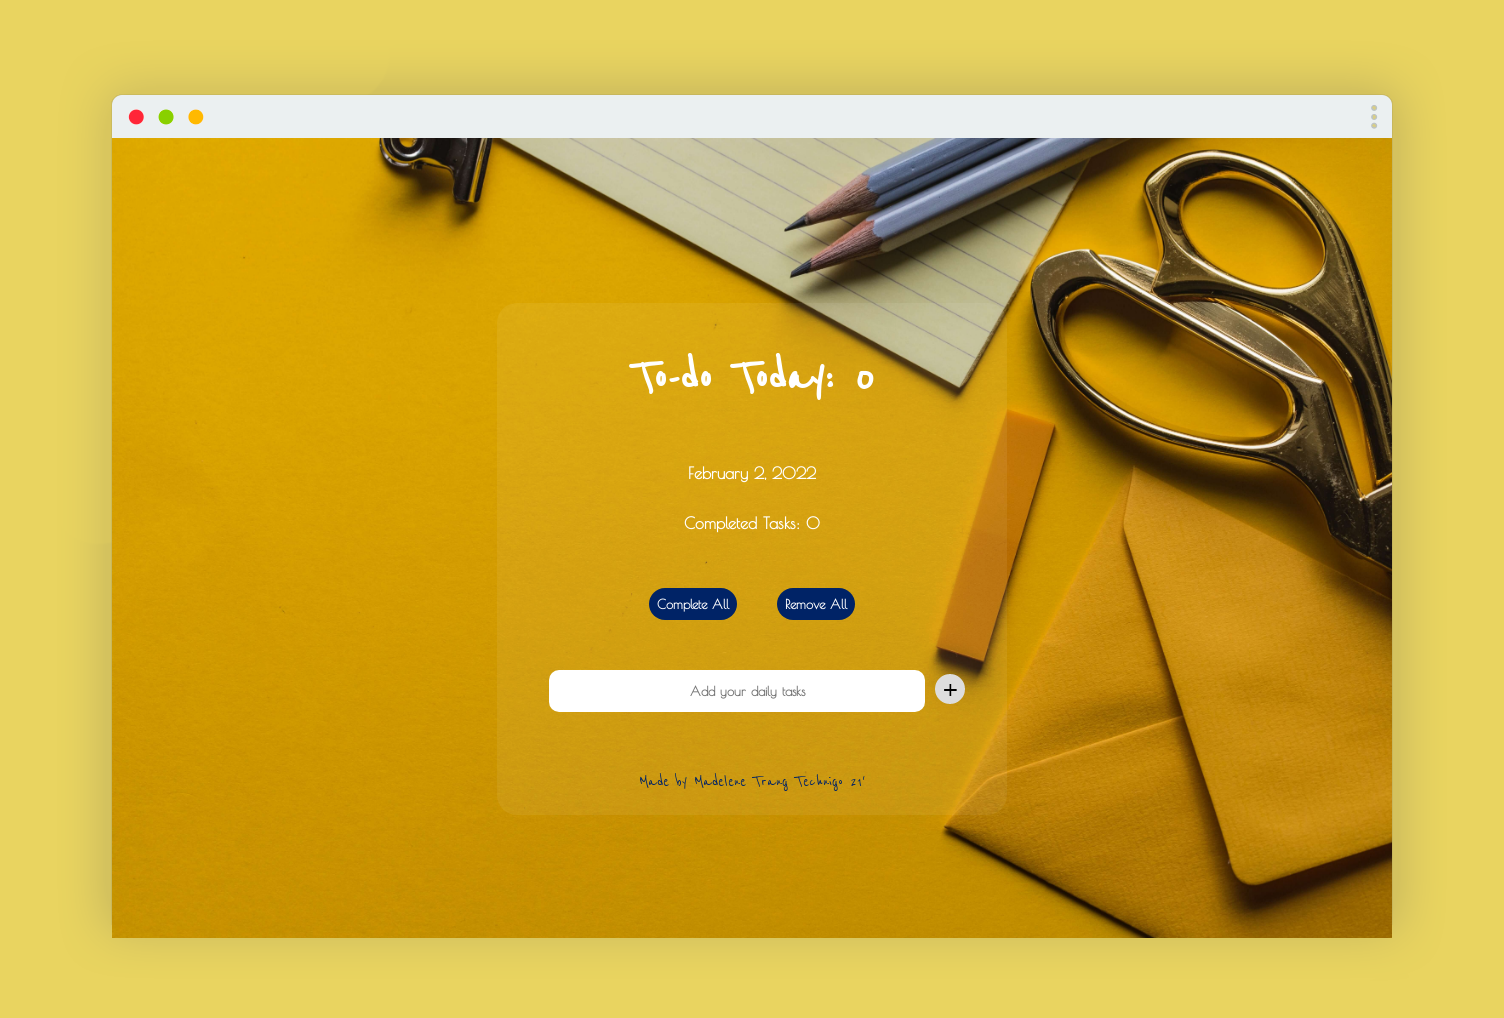 To-do Today: 0
February 2, 2022
Completed Tasks: 0
Complete All
Remove All
Add your daily tasks
+
Made by Madelene Trang Technigo 21'